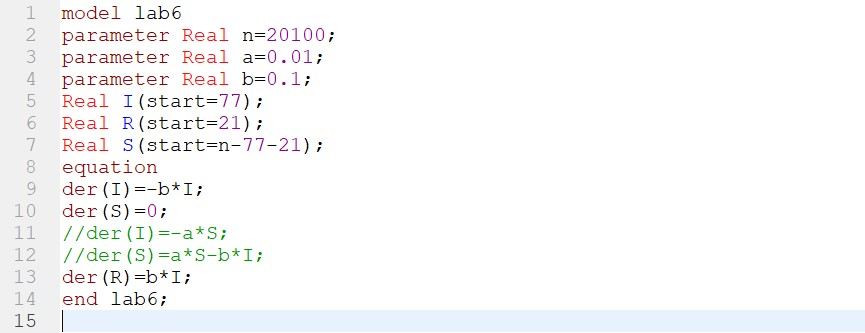 1 model lab6
2 parameter Real n=20100;
3 parameter Real a=0.01;
4 parameter Real b=0.1;
5 Real I(start=77);
6 Real R(start=21);
7 Real S(start=n-77-21);
8 equation
9 der(I)=-b*I;
10 der(S)=0;
11 //der(I)=-a*S;
12 //der(S)=a*S-b*I;
13 der(R)=b*I;
14 end lab6;
15